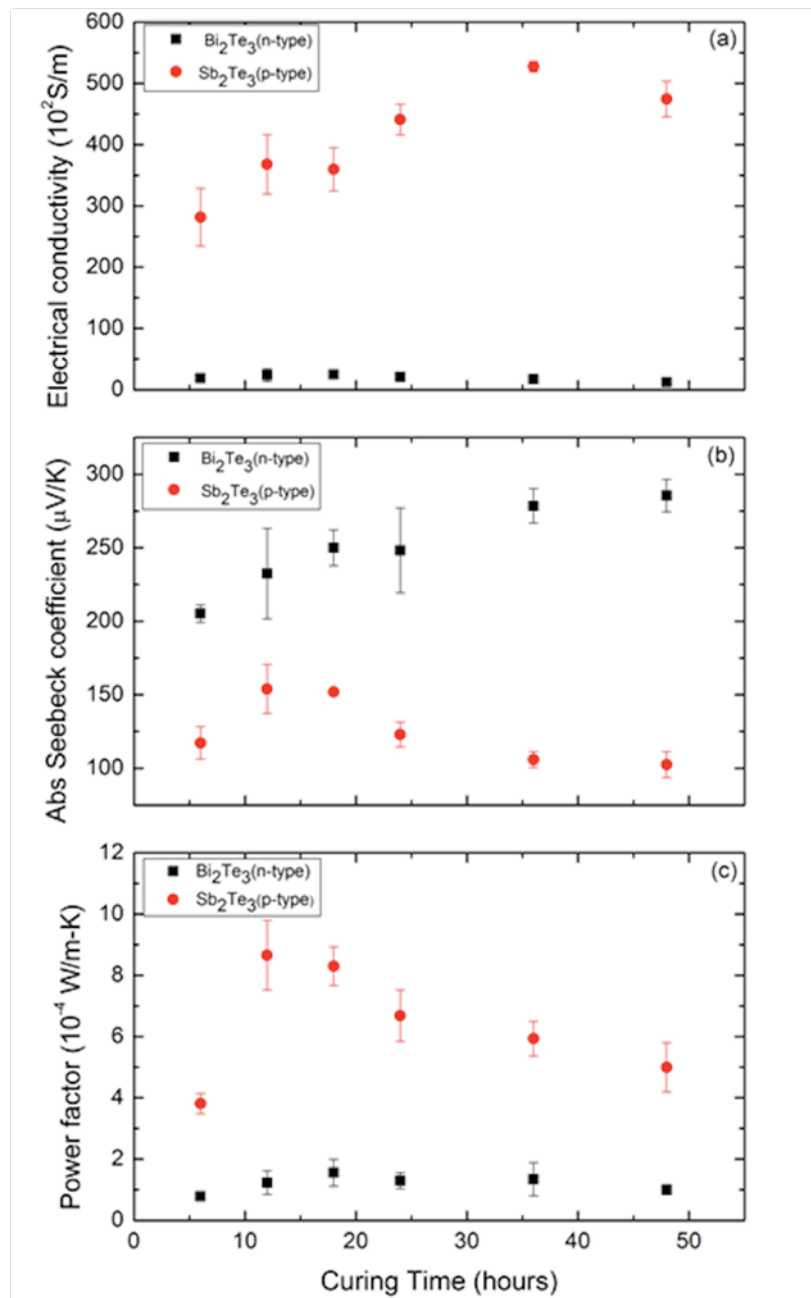 600
500
400
300
200
100
0
Electrical conductivity (10²S/m)
Bi₂Te₃(n-type)
Sb₂Te₃(p-type)
(a)
300
250
200
150
100
Abs Seebeck coefficient (μV/K)
Bi₂Te₃(n-type)
Sb₂Te₃(p-type)
(b)
12
10
8
6
4
2
0
Power factor (10⁻⁴ W/m-K)
Bi₂Te₃(n-type)
Sb₂Te₃(p-type)
(c)
0 10 20 30 40 50
Curing Time (hours)